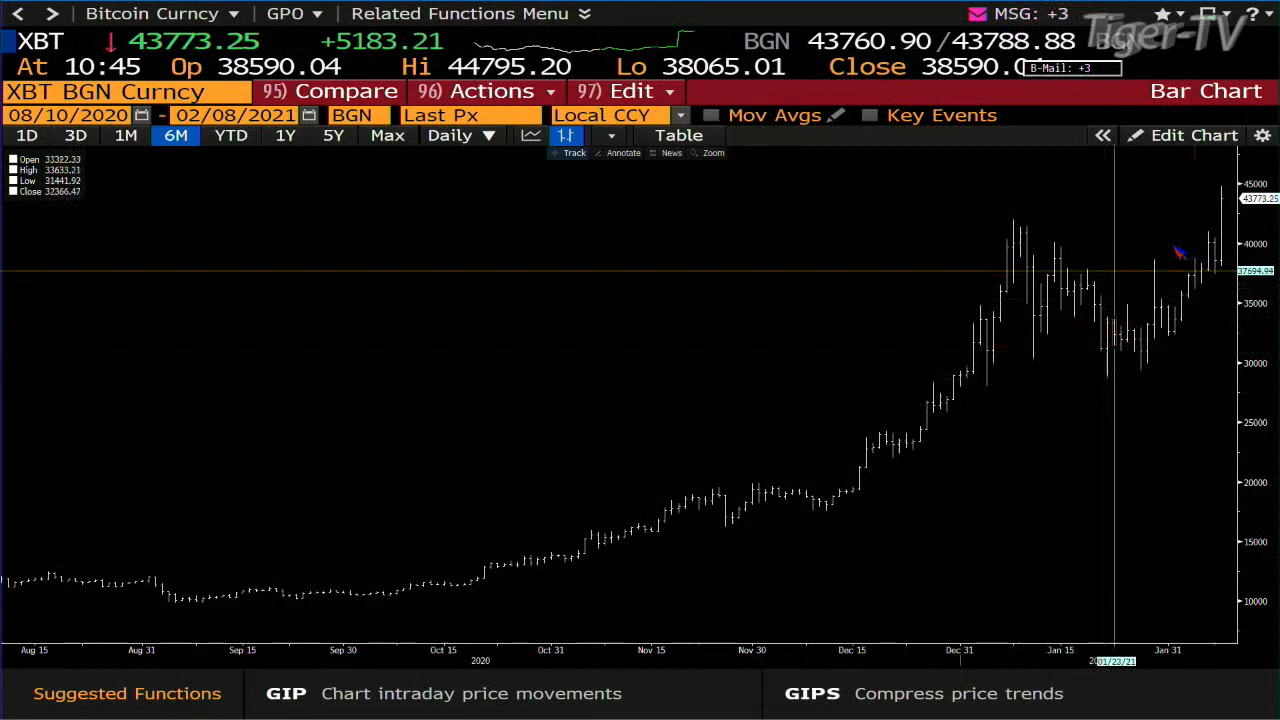 < > Bitcoin Curncy GPO Related Functions Menu MSG: +3 ?
Tiger-TV
XBT 43773.25 +5183.21 BGN 43760.90/43788.88 BGN
At 10:45 Op 38590.04 Hi 44795.20 Lo 38065.01 Close 38590.0
B-Mail: +3
XBT BGN Curncy 95) Compare 96) Actions 97) Edit Bar Chart
08/10/2020 - 02/08/2021 BGN Last Px Local CCY Mov Avgs Key Events
1D 3D 1M 6M YTD 1Y 5Y Max Daily Table « Edit Chart
Track Annotate News Zoom
Open 33322.33
High 33633.21
Low 31441.92
Close 32366.47
45000
43773.25
40000
37694.94
35000
30000
25000
20000
15000
10000
Aug 15 Aug 31 Sep 15 Sep 30 Oct 15 Oct 31 Nov 15 Nov 30 Dec 15 Dec 31 Jan 15 Jan 31
2020 01/23/21
Suggested Functions GIP Chart intraday price movements GIPS Compress price trends